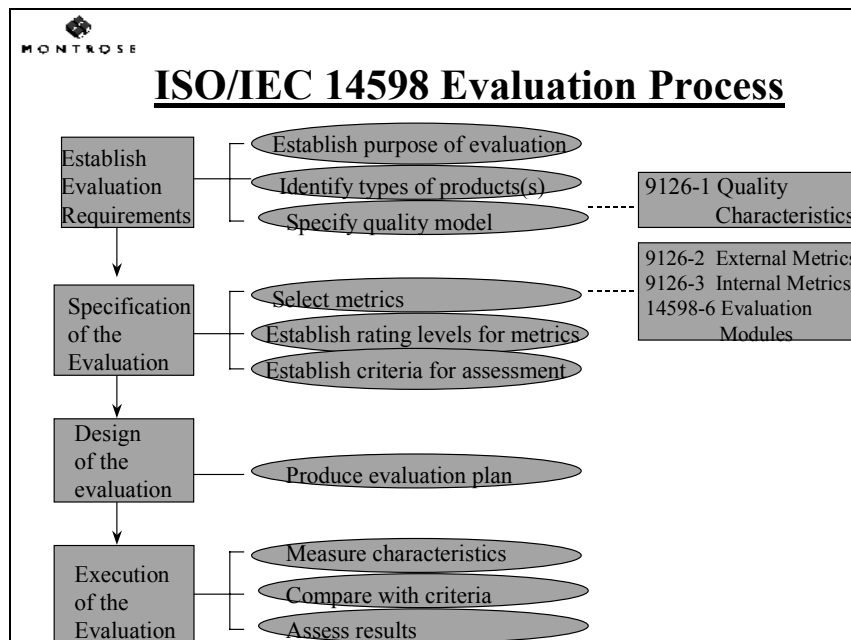 MONTROSE
ISO/IEC 14598 Evaluation Process
Establish
Evaluation
Requirements
Establish purpose of evaluation
Identify types of products(s)
Specify quality model
9126-1 Quality
Characteristics
Specification
of the
Evaluation
Select metrics
Establish rating levels for metrics
Establish criteria for assessment
9126-2 External Metrics
9126-3 Internal Metrics
14598-6 Evaluation
Modules
Design
of the
evaluation
Produce evaluation plan
Execution
of the
Evaluation
Measure characteristics
Compare with criteria
Assess results